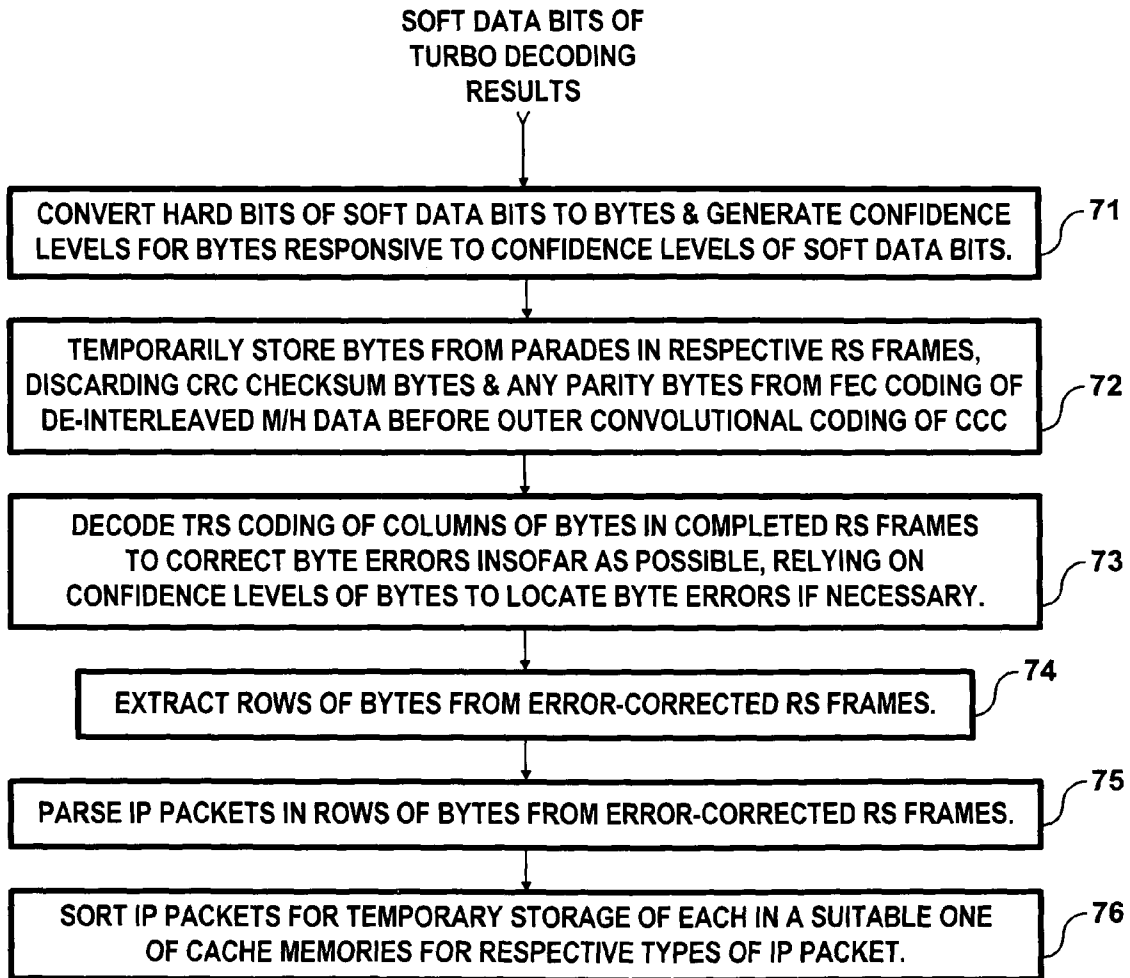 SOFT DATA BITS OF
TURBO DECODING
RESULTS
CONVERT HARD BITS OF SOFT DATA BITS TO BYTES & GENERATE CONFIDENCE
LEVELS FOR BYTES RESPONSIVE TO CONFIDENCE LEVELS OF SOFT DATA BITS.
71
TEMPORARILY STORE BYTES FROM PARADES IN RESPECTIVE RS FRAMES,
DISCARDING CRC CHECKSUM BYTES & ANY PARITY BYTES FROM FEC CODING OF
DE-INTERLEAVED M/H DATA BEFORE OUTER CONVOLUTIONAL CODING OF CCC
72
DECODE TRS CODING OF COLUMNS OF BYTES IN COMPLETED RS FRAMES
TO CORRECT BYTE ERRORS INSOFAR AS POSSIBLE, RELYING ON
CONFIDENCE LEVELS OF BYTES TO LOCATE BYTE ERRORS IF NECESSARY.
73
EXTRACT ROWS OF BYTES FROM ERROR-CORRECTED RS FRAMES.
74
PARSE IP PACKETS IN ROWS OF BYTES FROM ERROR-CORRECTED RS FRAMES.
75
SORT IP PACKETS FOR TEMPORARY STORAGE OF EACH IN A SUITABLE ONE
OF CACHE MEMORIES FOR RESPECTIVE TYPES OF IP PACKET.
76